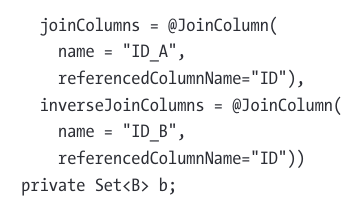 joinColumns = @JoinColumn(
name = "ID_A",
referencedColumnName="ID"),
inverseJoinColumns = @JoinColumn(
name = "ID_B",
referencedColumnName="ID"))
private Set<B> b;